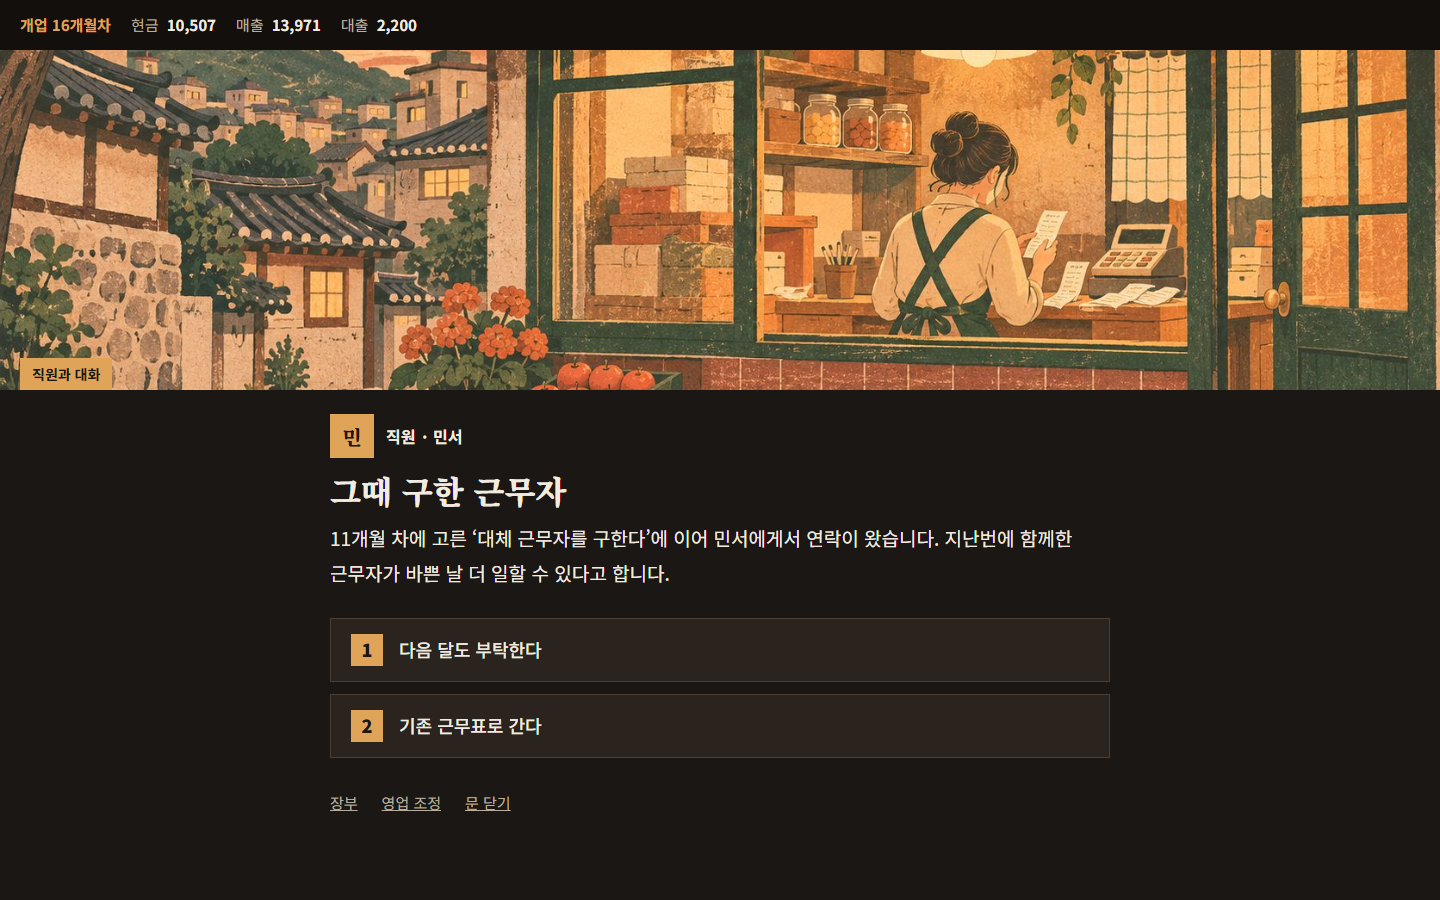 개업 16개월차 현금 10,507 매출 13,971 대출 2,200
직원과 대화
민 직원 · 민서
그때 구한 근무자
11개월 차에 고른 ‘대체 근무자를 구한다’에 이어 민서에게서 연락이 왔습니다. 지난번에 함께한
근무자가 바쁜 날 더 일할 수 있다고 합니다.
1 다음 달도 부탁한다
2 기존 근무표로 간다
장부 영업 조정 문 닫기